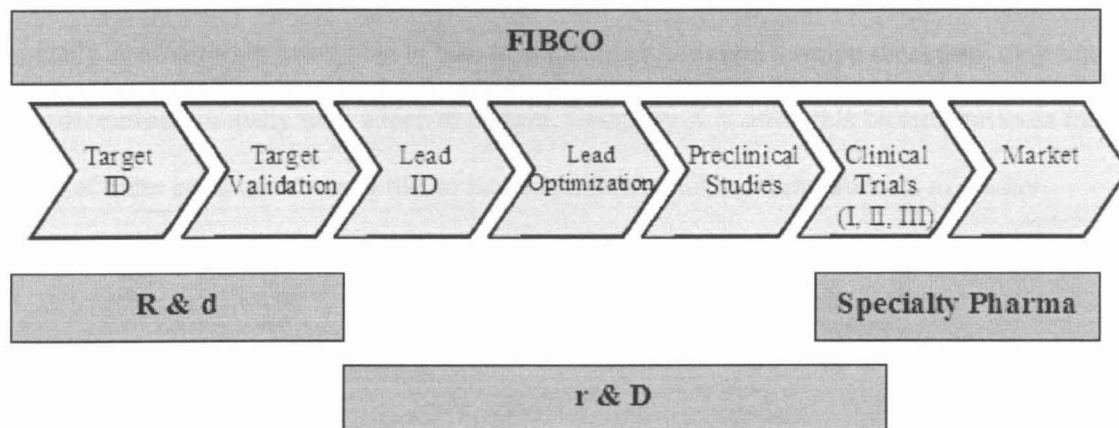 FIBCO
Target
ID
Target
Validation
Lead
ID
Lead
Optimization
Preclinical
Studies
Clinical
Trials
(I, II, III)
Market
R & d
Specialty Pharma
r & D